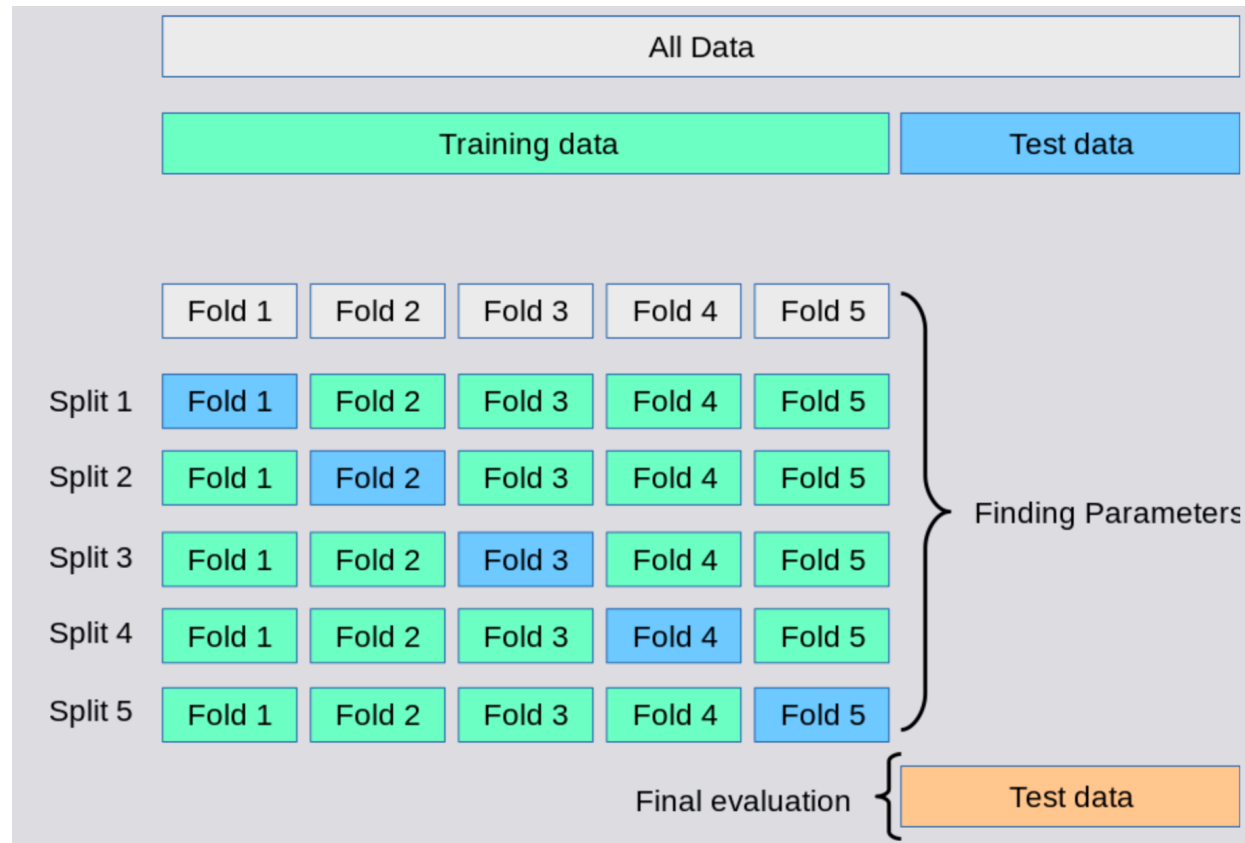 All Data
Training data Test data
Fold 1 Fold 2 Fold 3 Fold 4 Fold 5
Split 1 Fold 1 Fold 2 Fold 3 Fold 4 Fold 5
Split 2 Fold 1 Fold 2 Fold 3 Fold 4 Fold 5
Finding Parameters
Split 3 Fold 1 Fold 2 Fold 3 Fold 4 Fold 5
Split 4 Fold 1 Fold 2 Fold 3 Fold 4 Fold 5
Split 5 Fold 1 Fold 2 Fold 3 Fold 4 Fold 5
Final evaluation Test data